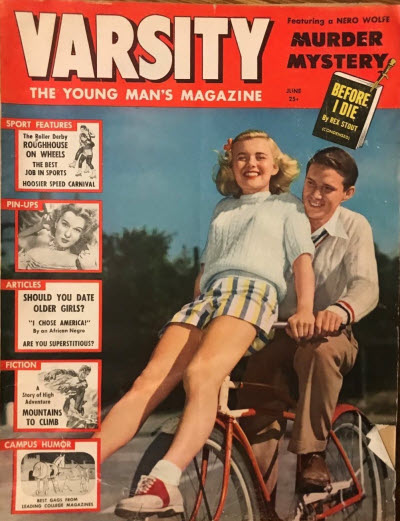 VARSITY
THE YOUNG MAN'S MAGAZINE
Featuring a NERO WOLFE
MURDER
MYSTERY
JUNE
25¢
BEFORE
I DIE
By REX STOUT
(CONDENSED)
SPORT FEATURES
The Roller Derby
ROUGHHOUSE
ON WHEELS
THE BEST
JOB IN SPORTS
HOOSIER SPEED CARNIVAL
PIN-UPS
ARTICLES
SHOULD YOU DATE
OLDER GIRLS?
"I CHOSE AMERICA!"
By an African Negro
ARE YOU SUPERSTITIOUS?
FICTION
A
Story of High
Adventure
MOUNTAINS
TO CLIMB
CAMPUS HUMOR
BEST GAGS FROM
LEADING COLLEGE MAGAZINES